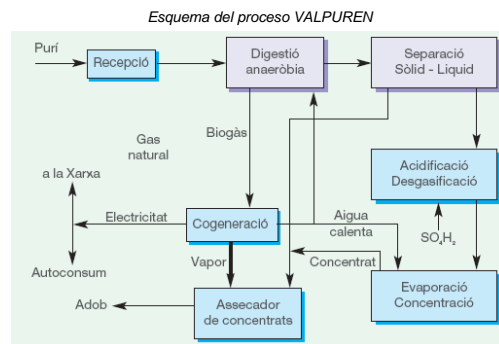 Esquema del proceso VALPUREN
Purí
Recepció
Digestió
anaeròbia
Separació
Sòlid - Liquid
Biogàs
Gas
natural
a la Xarxa
Acidificació
Desgasificació
Electricitat
Cogeneració
Aigua
calenta
SO₄H₂
Vapor
Concentrat
Autoconsum
Evaporació
Concentració
Adob
Assecador
de concentrats